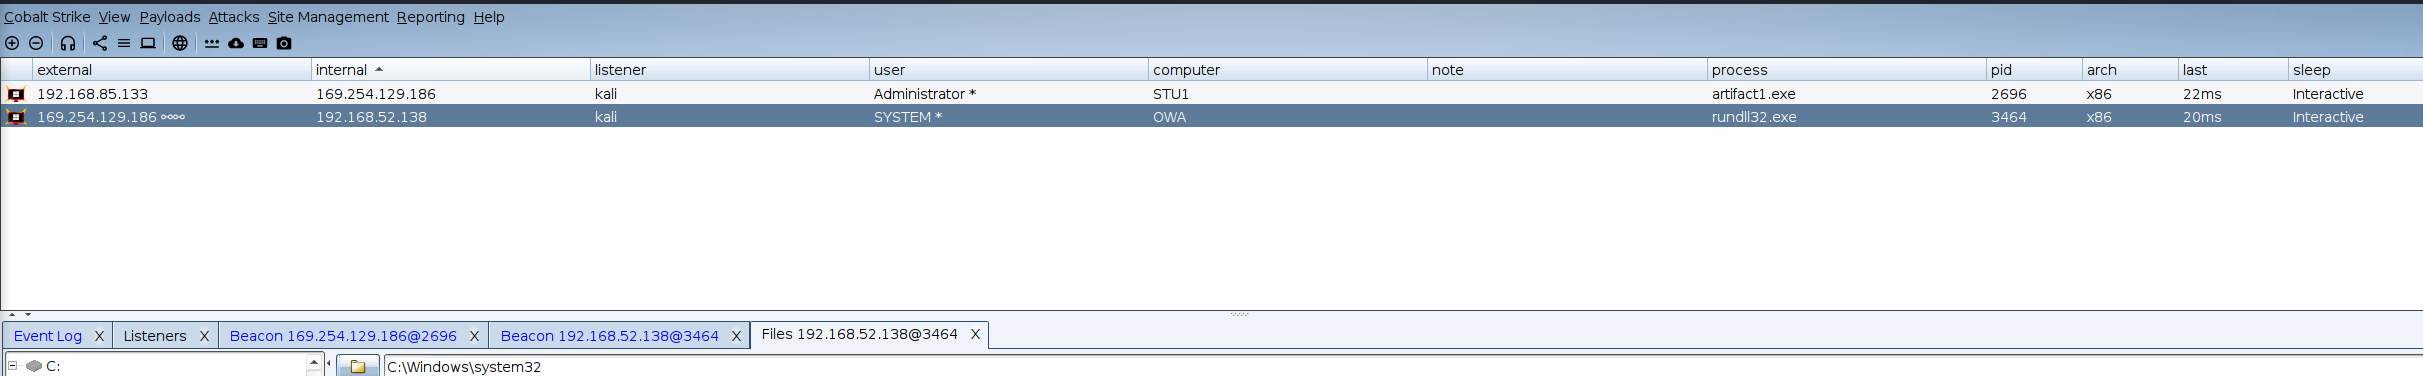 Cobalt Strike View Payloads Attacks Site Management Reporting Help
external internal listener user computer note process pid arch last sleep
192.168.85.133 169.254.129.186 kali Administrator * STU1 artifact1.exe 2696 x86 22ms Interactive
169.254.129.186 192.168.52.138 kali SYSTEM * OWA rundll32.exe 3464 x86 20ms Interactive
Event Log X Listeners X Beacon 169.254.129.186@2696 X Beacon 192.168.52.138@3464 X Files 192.168.52.138@3464 X
C: C:\Windows\system32